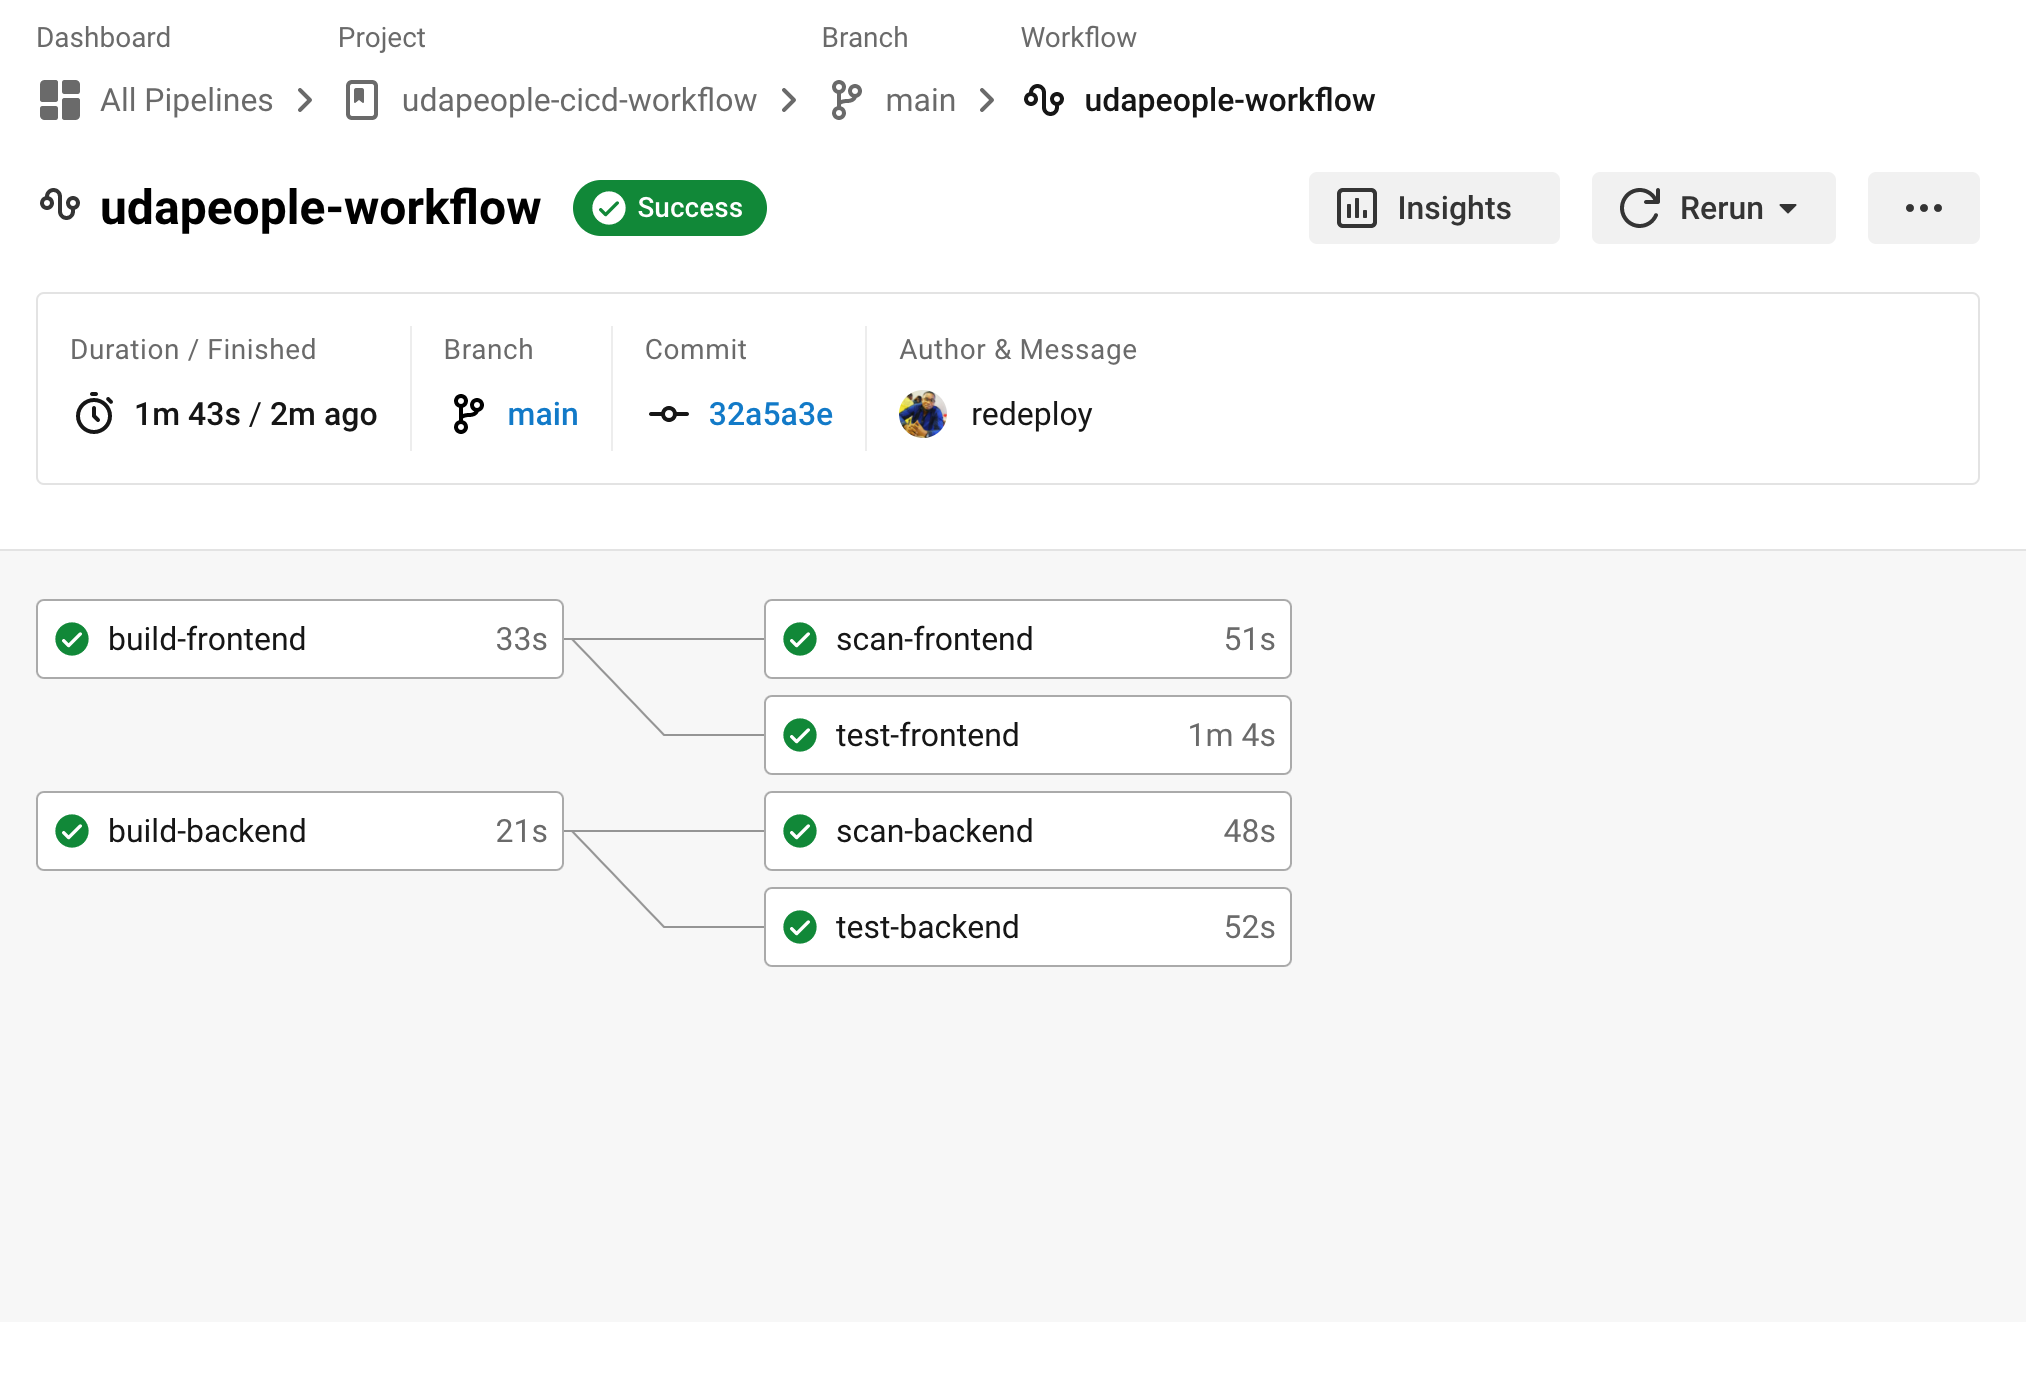 Dashboard
Project
Branch
Workflow
All Pipelines
udapeople-cicd-workflow
main
udapeople-workflow
udapeople-workflow
Success
Insights
Rerun
Duration / Finished
Branch
Commit
Author & Message
1m 43s / 2m ago
main
32a5a3e
redeploy
build-frontend 33s
scan-frontend 51s
test-frontend 1m 4s
build-backend 21s
scan-backend 48s
test-backend 52s